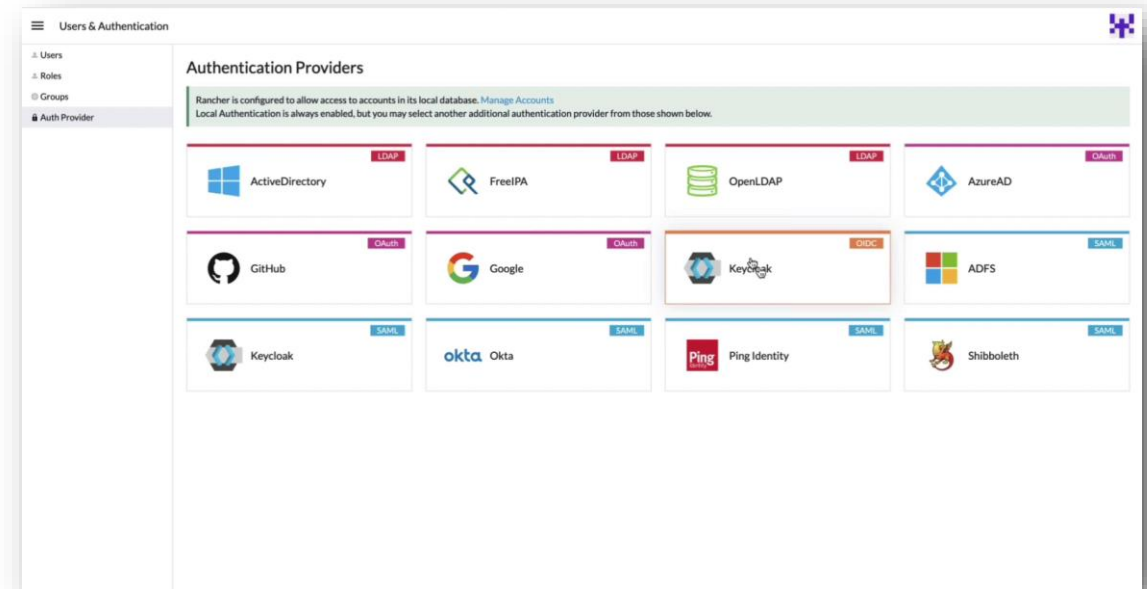 Users & Authentication
Users
Roles
Groups
Auth Provider
Authentication Providers
Rancher is configured to allow access to accounts in its local database. Manage Accounts
Local Authentication is always enabled, but you may select another additional authentication provider from those shown below.
LDAP
ActiveDirectory
LDAP
FreeIPA
LDAP
OpenLDAP
OAuth
AzureAD
OAuth
GitHub
OAuth
Google
OIDC
Keycloak
SAML
ADFS
SAML
Keycloak
SAML
okta Okta
SAML
Ping
Identity
Ping Identity
SAML
Shibboleth